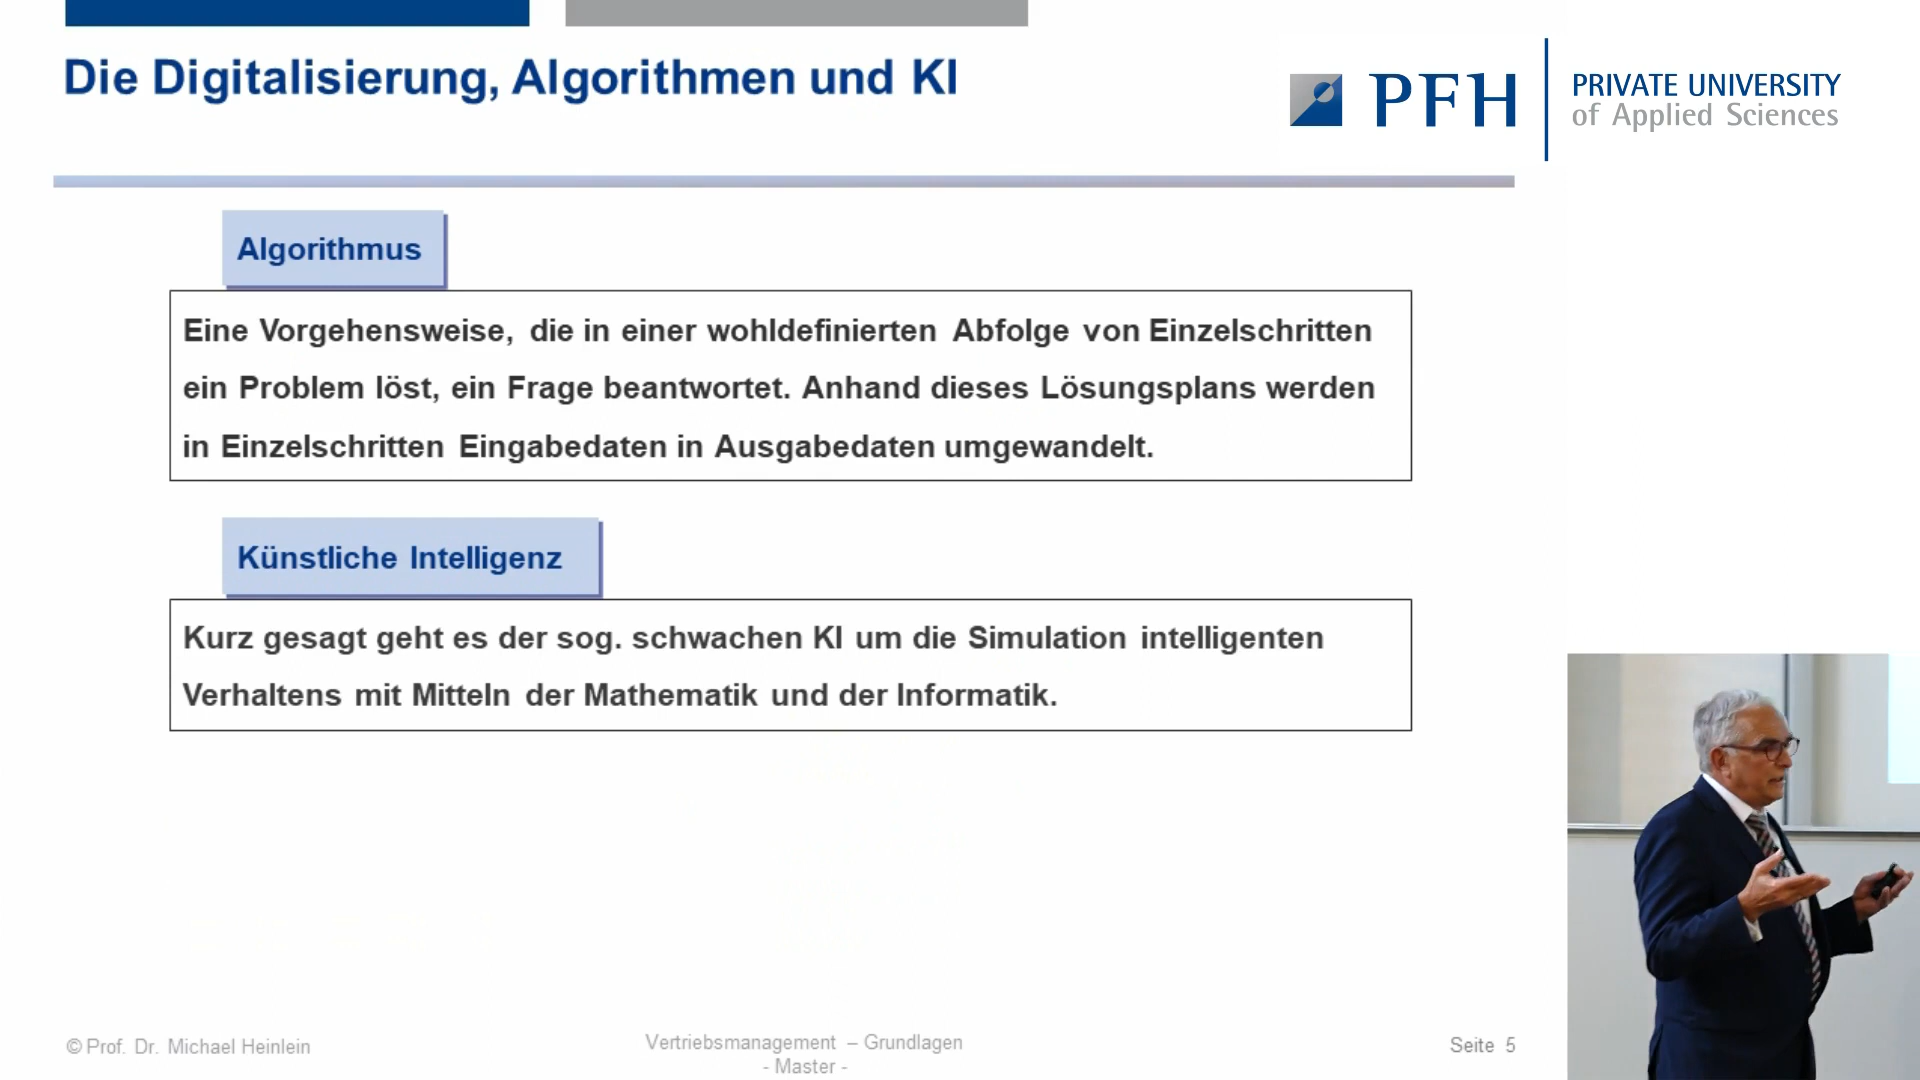 Die Digitalisierung, Algorithmen und KI
PFH
PRIVATE UNIVERSITY
of Applied Sciences
Algorithmus
Eine Vorgehensweise, die in einer wohldefinierten Abfolge von Einzelschritten
ein Problem löst, ein Frage beantwortet. Anhand dieses Lösungsplans werden
in Einzelschritten Eingabedaten in Ausgabedaten umgewandelt.
Künstliche Intelligenz
Kurz gesagt geht es der sog. schwachen KI um die Simulation intelligenten
Verhaltens mit Mitteln der Mathematik und der Informatik.
© Prof. Dr. Michael Heinlein
Vertriebsmanagement – Grundlagen
- Master -
Seite 5